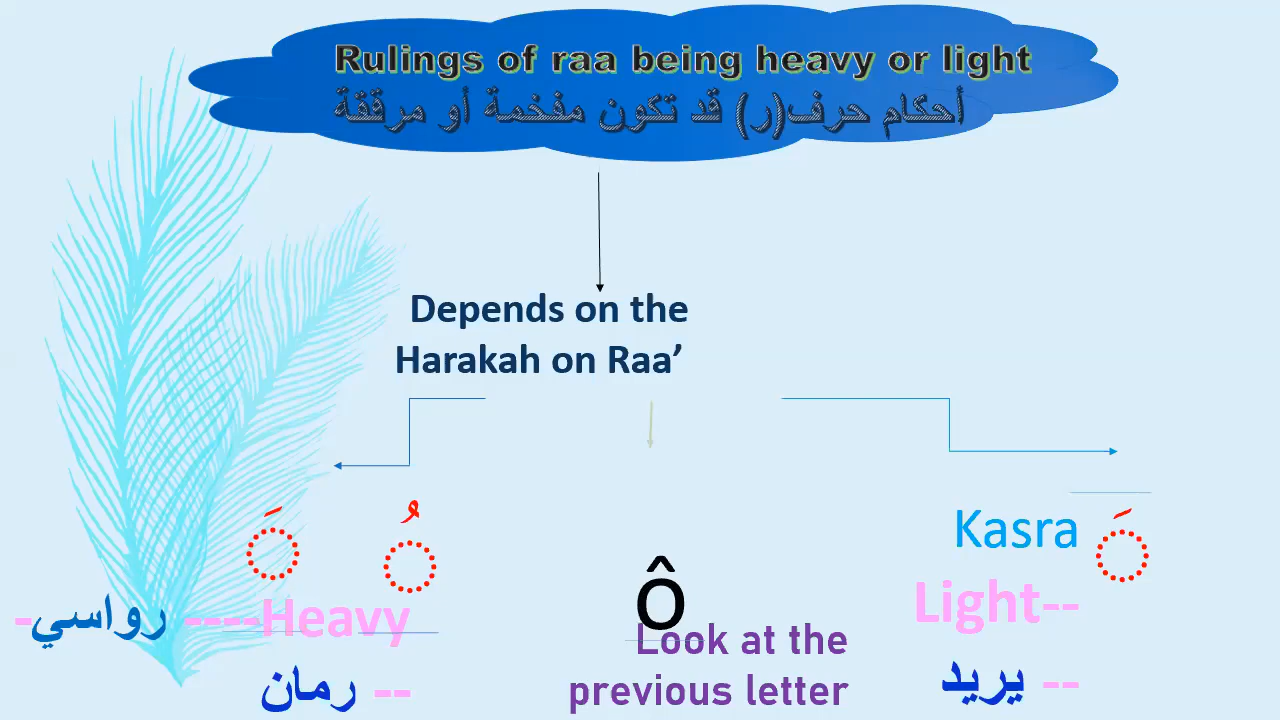 Rulings of raa being heavy or light
أحكام حرف(ر) قد تكون مفخمة أو مرققة
Depends on the
Harakah on Raa’
َ ُ
Heavy---- رواسي-
-- رمان
Ô
Look at the
previous letter
Kasra َ
Light--
-- يريد